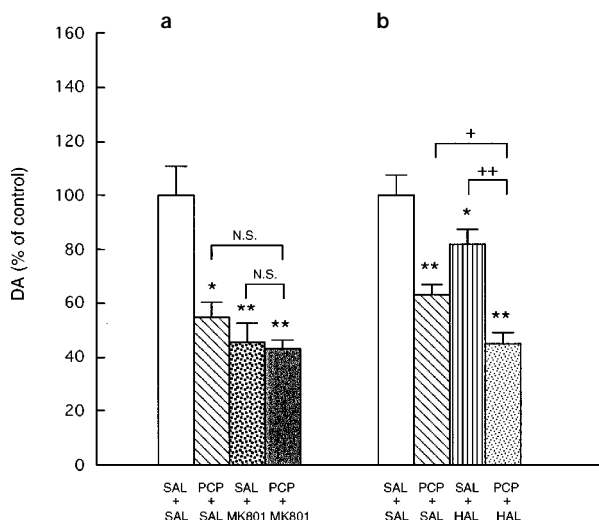 a
b
160
140
120
100
80
60
40
20
0
DA (% of control)
N.S.
N.S.
*
**
**
+
++
**
*
**
SAL + SAL
PCP + SAL
SAL + MK801
PCP + MK801
SAL + SAL
PCP + SAL
SAL + HAL
PCP + HAL